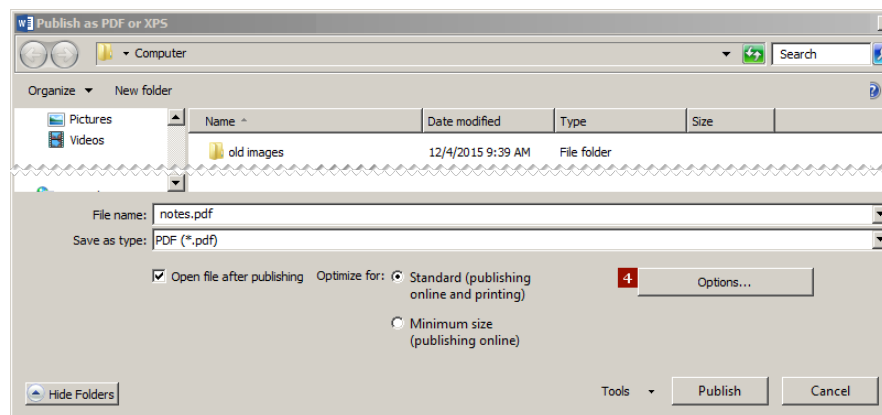 Publish as PDF or XPS
Computer
Search
Organize New folder
Pictures
Videos
Name Date modified Type Size
old images 12/4/2015 9:39 AM File folder
File name: notes.pdf
Save as type: PDF (*.pdf)
Open file after publishing Optimize for: Standard (publishing
online and printing)
4 Options...
Minimum size
(publishing online)
Hide Folders Tools Publish Cancel